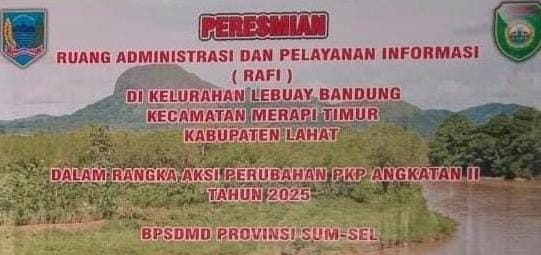 PERESMIAN
RUANG ADMINISTRASI DAN PELAYANAN INFORMASI
( RAFI )
DI KELURAHAN LEBUAY BANDUNG
KECAMATAN MERAPI TIMUR
KABUPATEN LAHAT
DALAM RANGKA AKSI PERUBAHAN PKP ANGKATAN II
TAHUN 2025
BPSDMD PROVINSI SUM-SEL